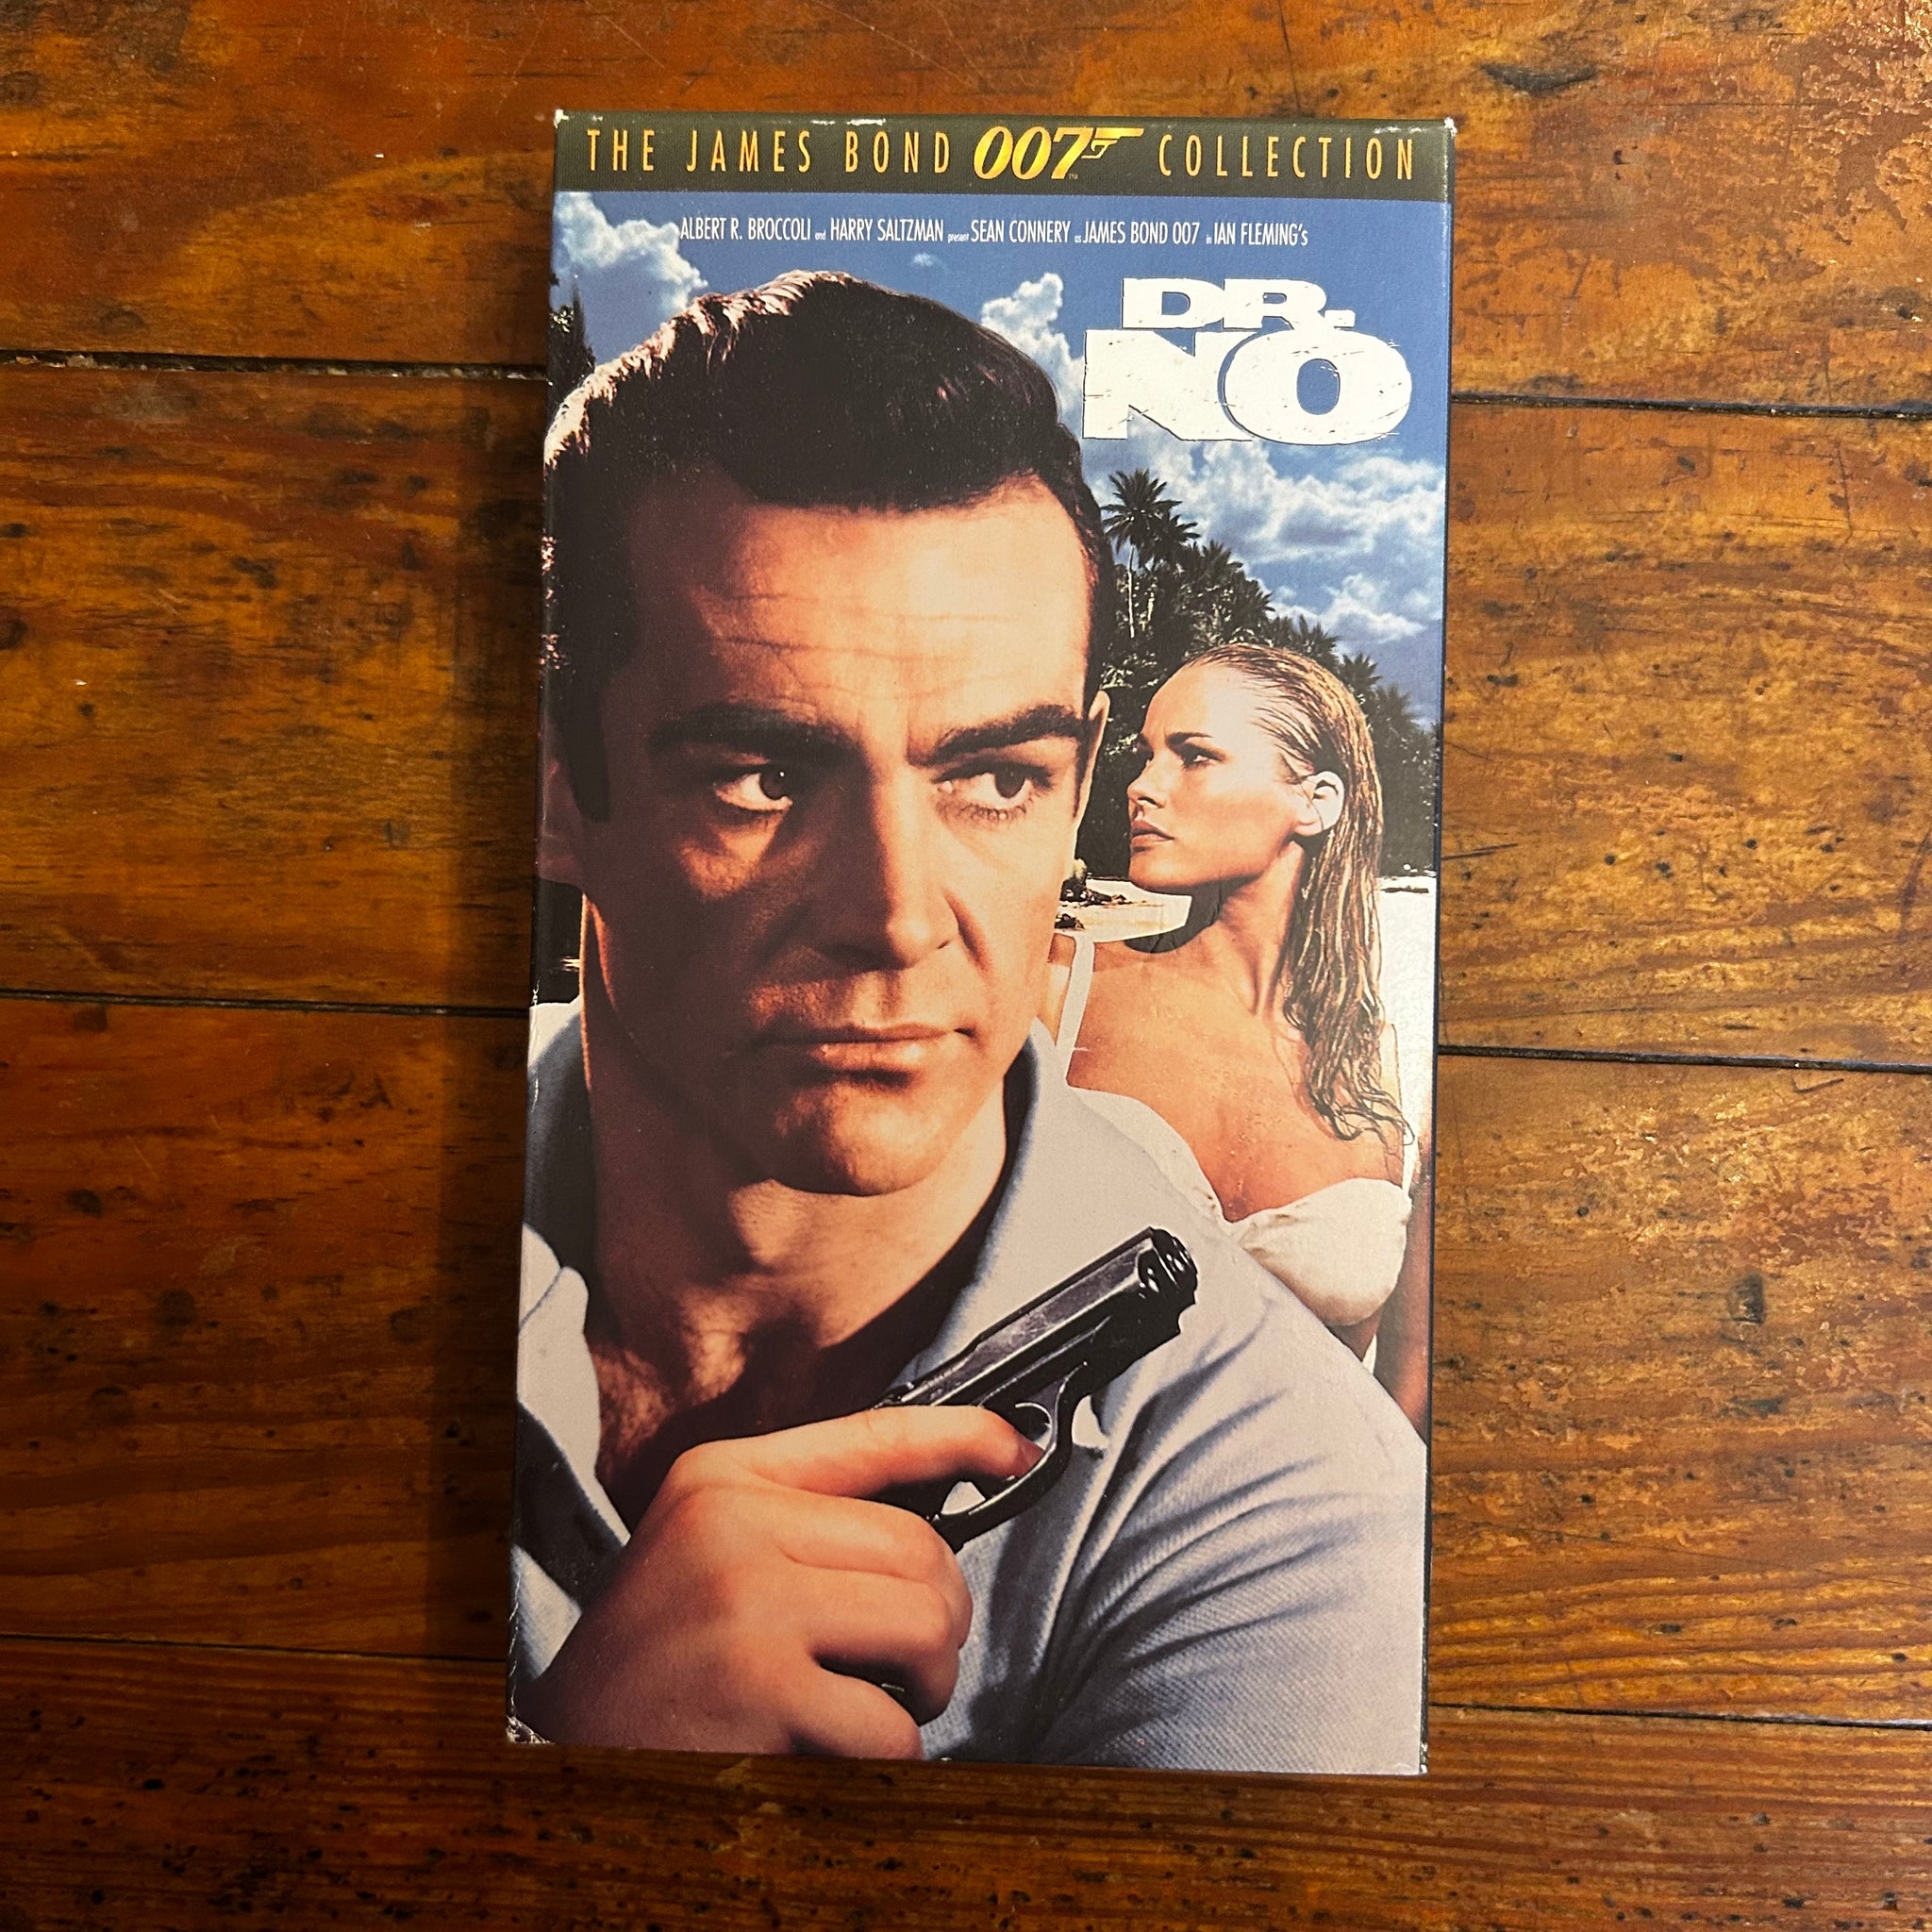 THE JAMES BOND 007 COLLECTION
ALBERT R. BROCCOLI and HARRY SALTZMAN present SEAN CONNERY as JAMES BOND 007 in IAN FLEMING's
DR.
NO